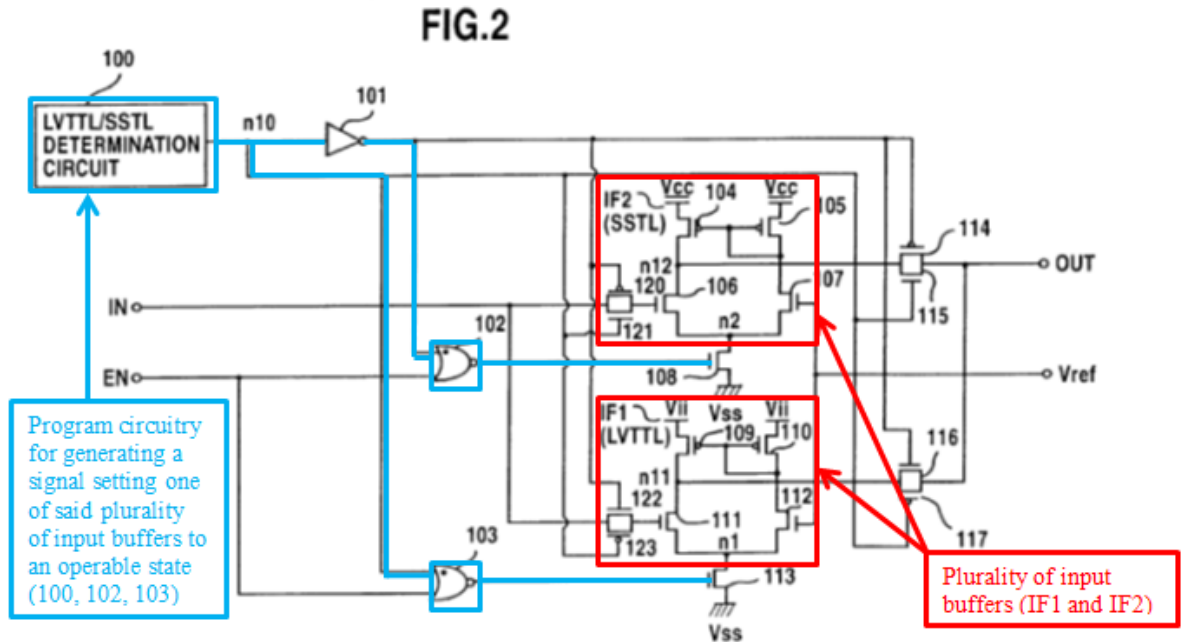 FIG.2
100
LVTTL/SSTL
DETERMINATION
CIRCUIT
n10
101
Vcc
104
Vcc
105
IF2
(SSTL)
114
n12
OUT
120
106
107
115
IN
121
n2
102
EN
108
Vref
Vss
IF1
(LVTTL)
Vii
Vii
109
110
116
n11
122
112
111
117
123
n1
103
113
Vss
Program circuitry
for generating a
signal setting one
of said plurality
of input buffers to
an operable state
(100, 102, 103)
Plurality of input
buffers (IF1 and IF2)